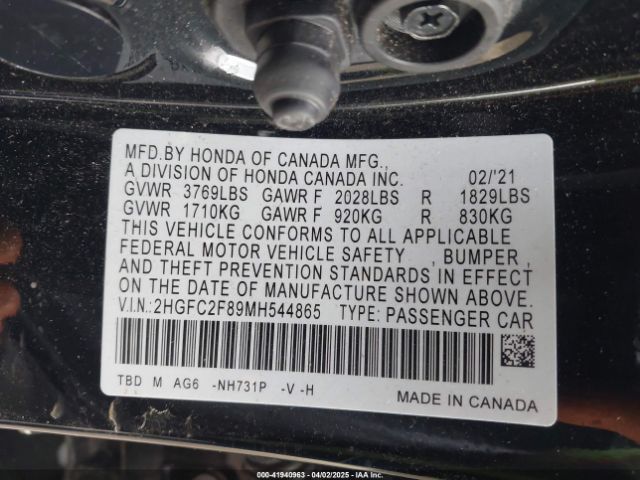 MFD.BY HONDA OF CANADA MFG.,
A DIVISION OF HONDA CANADA INC. 02/'21
GVWR 3769LBS GAWR F 2028LBS R 1829LBS
GVWR 1710KG GAWR F 920KG R 830KG
THIS VEHICLE CONFORMS TO ALL APPLICABLE
FEDERAL MOTOR VEHICLE SAFETY , BUMPER ,
AND THEFT PREVENTION STANDARDS IN EFFECT
ON THE DATE OF MANUFACTURE SHOWN ABOVE.
V.I.N.:2HGFC2F89MH544865 TYPE: PASSENGER CAR
TBD M AG6 -NH731P -V -H
MADE IN CANADA
© IAA-41940963 - 04/02/2025 - IAAI.COM